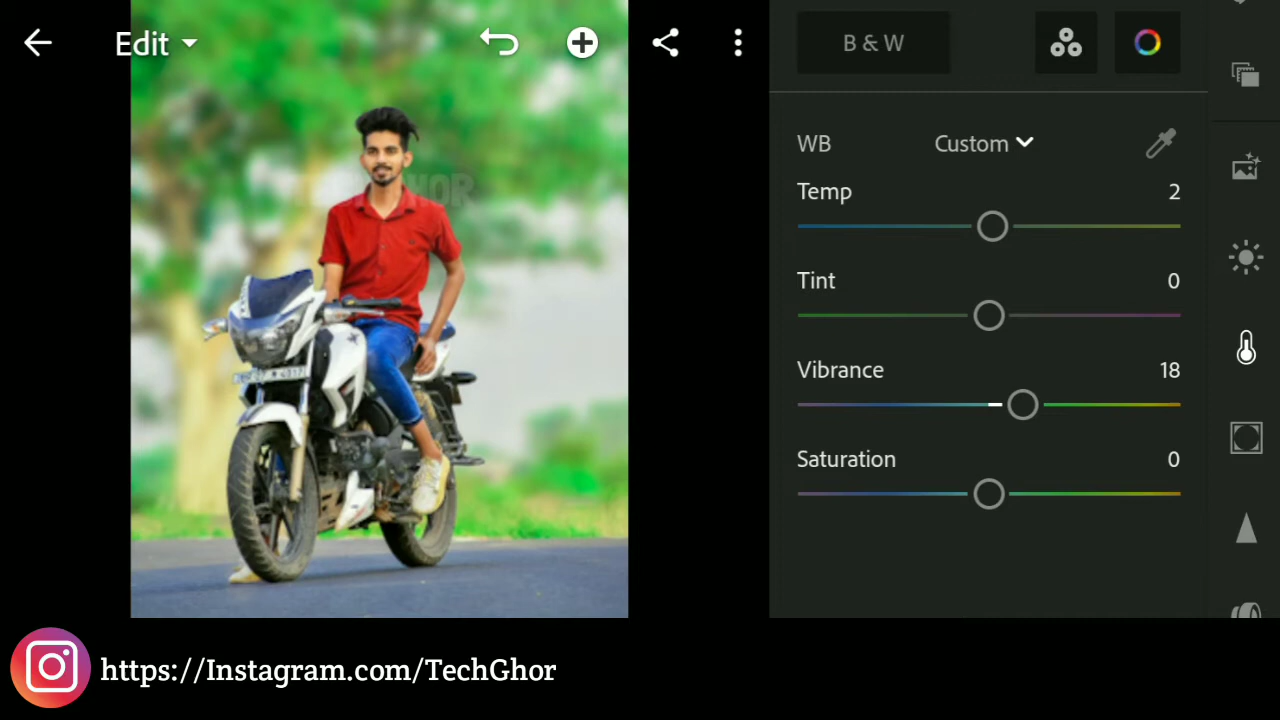 Edit
B & W
WB Custom
Temp 2
Tint 0
Vibrance 18
Saturation 0
https://Instagram.com/TechGhor